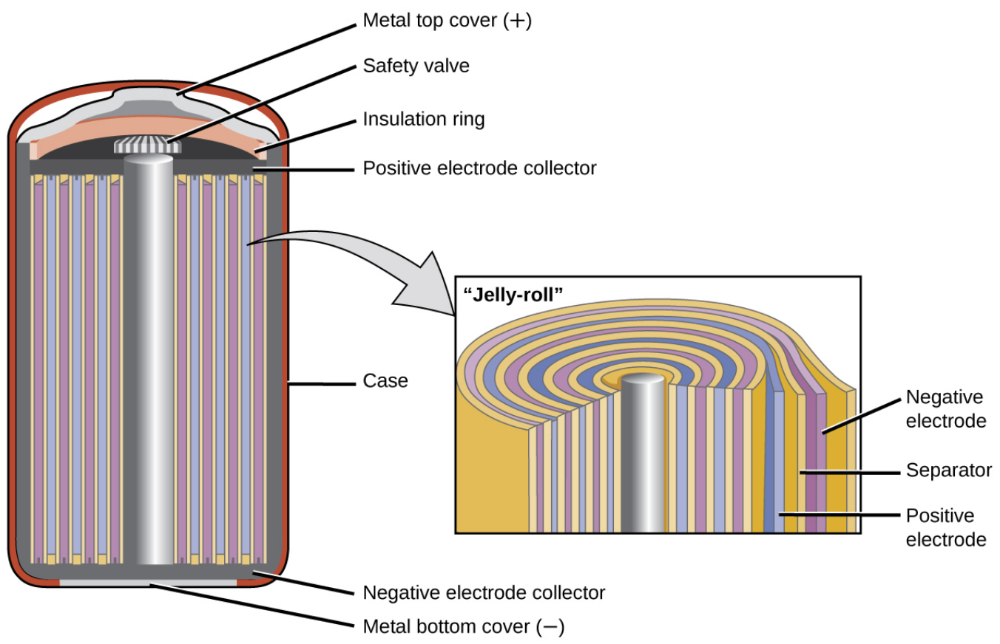 Metal top cover (+)
Safety valve
Insulation ring
Positive electrode collector
“Jelly-roll”
Case
Negative
electrode
Separator
Positive
electrode
Negative electrode collector
Metal bottom cover (−)